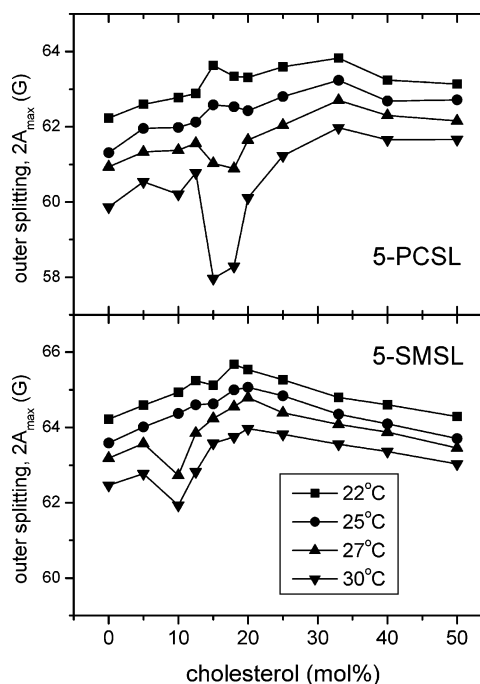 64
62
60
58
outer splitting, 2Amax (G)
5-PCSL
66
64
62
60
outer splitting, 2Amax (G)
5-SMSL
22°C
25°C
27°C
30°C
0 10 20 30 40 50
cholesterol (mol%)